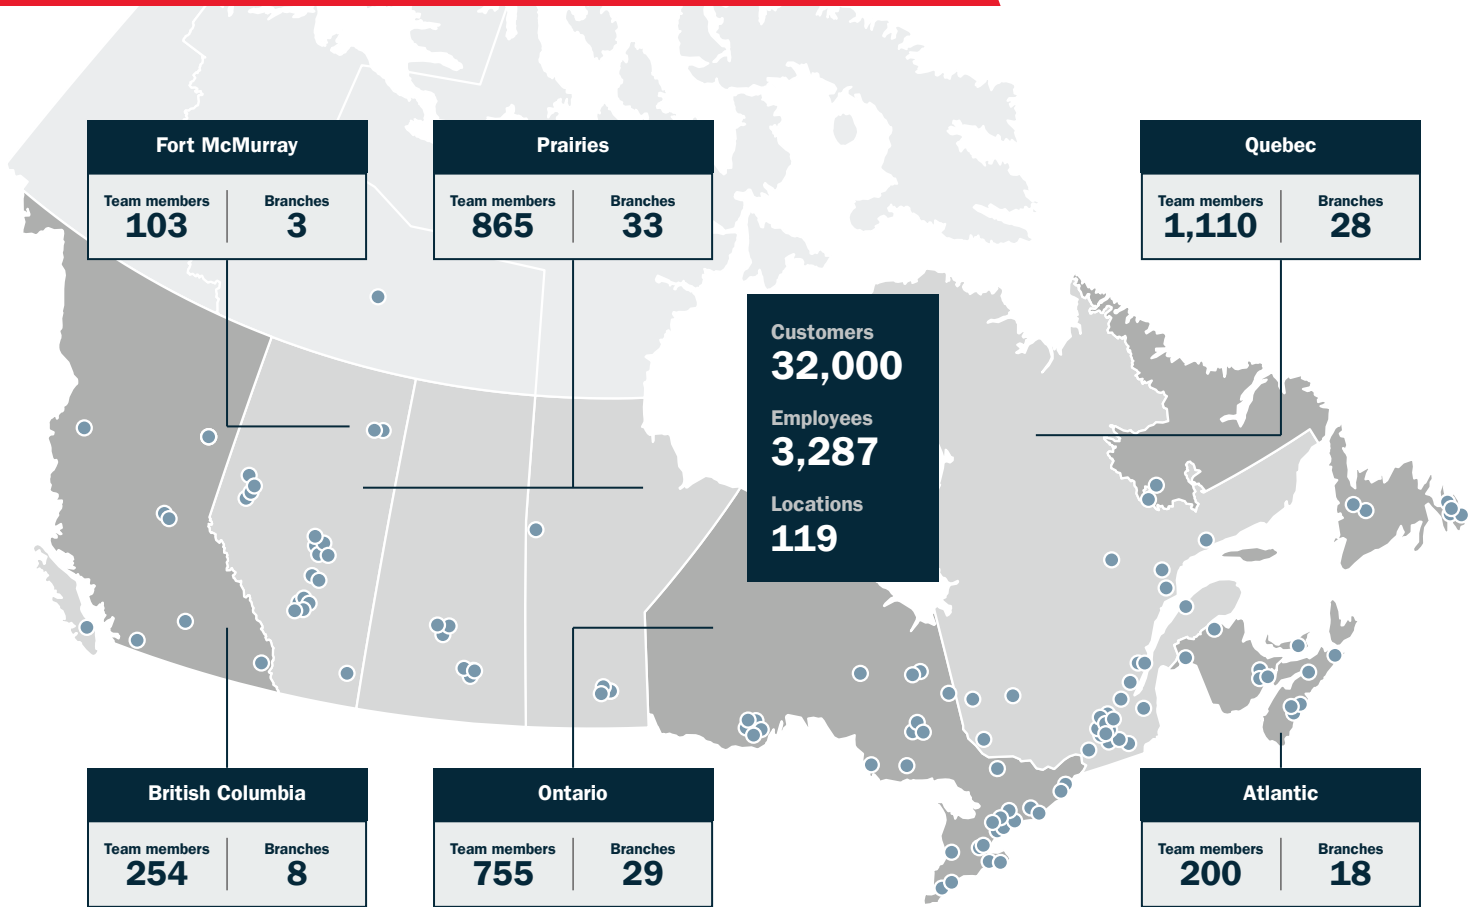 Fort McMurray
Team members Branches
103 3
Prairies
Team members Branches
865 33
Quebec
Team members Branches
1,110 28
Customers
32,000
Employees
3,287
Locations
119
British Columbia
Team members Branches
254 8
Ontario
Team members Branches
755 29
Atlantic
Team members Branches
200 18